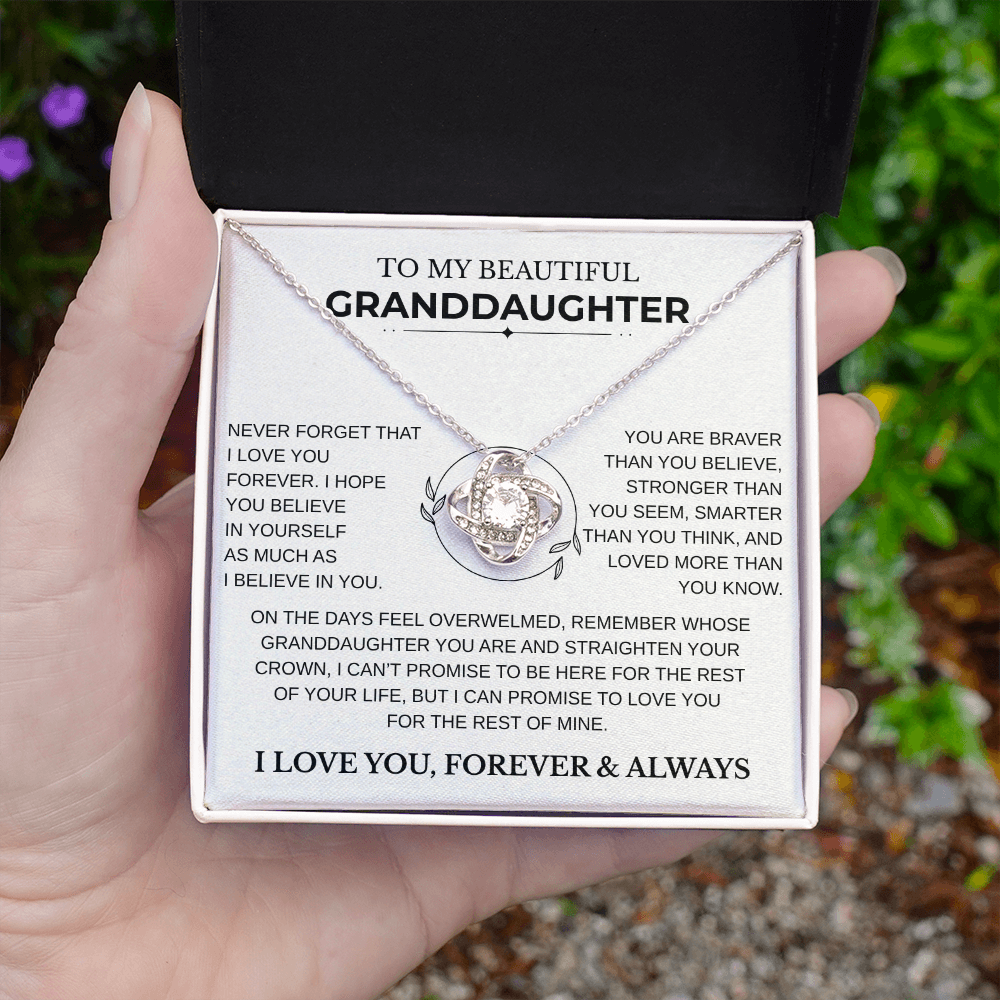 TO MY BEAUTIFUL
GRANDDAUGHTER
NEVER FORGET THAT
I LOVE YOU
FOREVER. I HOPE
YOU BELIEVE
IN YOURSELF
AS MUCH AS
I BELIEVE IN YOU.
YOU ARE BRAVER
THAN YOU BELIEVE,
STRONGER THAN
YOU SEEM, SMARTER
THAN YOU THINK, AND
LOVED MORE THAN
YOU KNOW.
ON THE DAYS FEEL OVERWELMED, REMEMBER WHOSE
GRANDDAUGHTER YOU ARE AND STRAIGHTEN YOUR
CROWN, I CAN'T PROMISE TO BE HERE FOR THE REST
OF YOUR LIFE, BUT I CAN PROMISE TO LOVE YOU
FOR THE REST OF MINE.
I LOVE YOU, FOREVER & ALWAYS